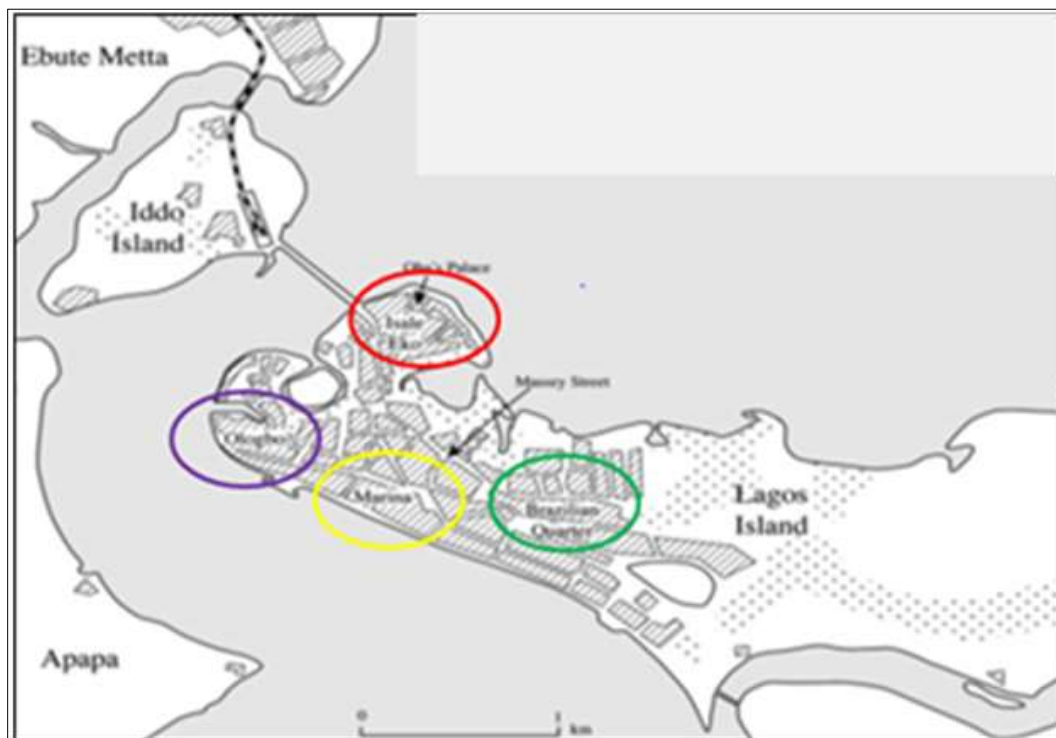 Ebute Metta
Iddo
Island
Oba's Palace
Isale
Eko
Massey Street
Ologbo
Marina
Brazilian
Quarter
Lagos
Island
Apapa
0
1
km